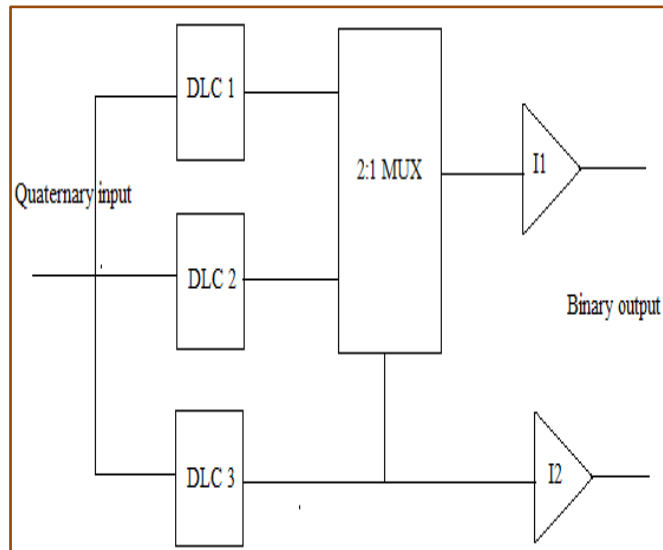 DLC 1
2:1 MUX
I1
Quaternary input
DLC 2
Binary output
DLC 3
I2